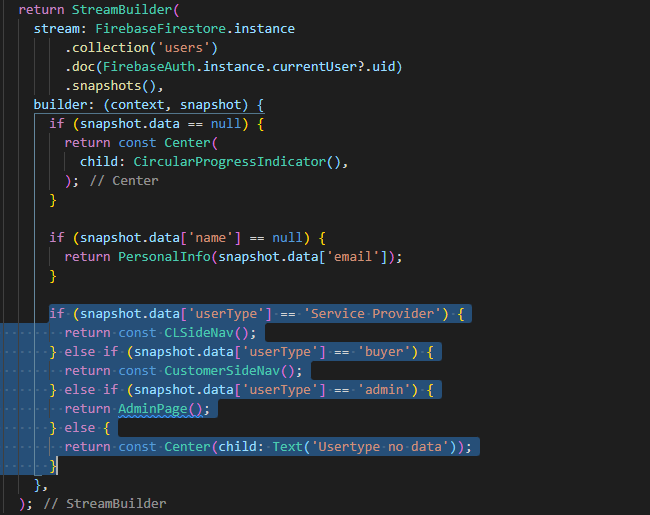 return StreamBuilder(
  stream: FirebaseFirestore.instance
      .collection('users')
      .doc(FirebaseAuth.instance.currentUser?.uid)
      .snapshots(),
  builder: (context, snapshot) {
    if (snapshot.data == null) {
      return const Center(
        child: CircularProgressIndicator(),
      ); // Center
    }

    if (snapshot.data['name'] == null) {
      return PersonalInfo(snapshot.data['email']);
    }

    if (snapshot.data['userType'] == 'Service Provider') {
      return const CLSideNav();
    } else if (snapshot.data['userType'] == 'buyer') {
      return const CustomerSideNav();
    } else if (snapshot.data['userType'] == 'admin') {
      return AdminPage();
    } else {
      return const Center(child: Text('Usertype no data'));
    }
  },
); // StreamBuilder